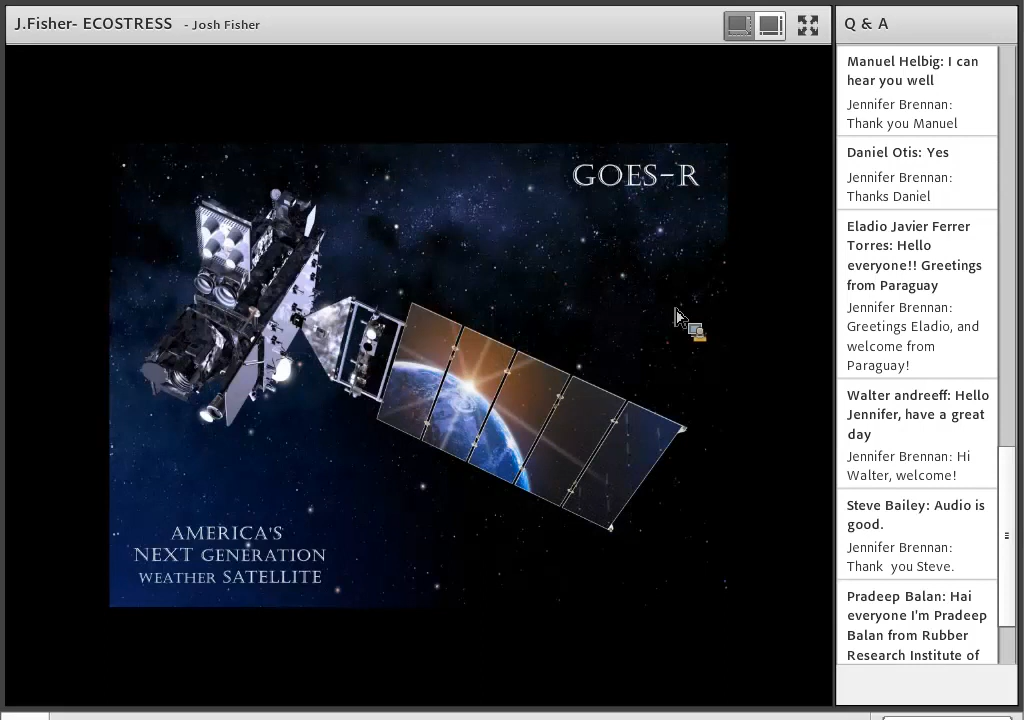 J.Fisher- ECOSTRESS - Josh Fisher
GOES-R
AMERICA'S
NEXT GENERATION
WEATHER SATELLITE
Q & A
Manuel Helbig: I can
hear you well
Jennifer Brennan:
Thank you Manuel
Daniel Otis: Yes
Jennifer Brennan:
Thanks Daniel
Eladio Javier Ferrer
Torres: Hello
everyone!! Greetings
from Paraguay
Jennifer Brennan:
Greetings Eladio, and
welcome from
Paraguay!
Walter andreeff: Hello
Jennifer, have a great
day
Jennifer Brennan: Hi
Walter, welcome!
Steve Bailey: Audio is
good.
Jennifer Brennan:
Thank you Steve.
Pradeep Balan: Hai
everyone I'm Pradeep
Balan from Rubber
Research Institute of